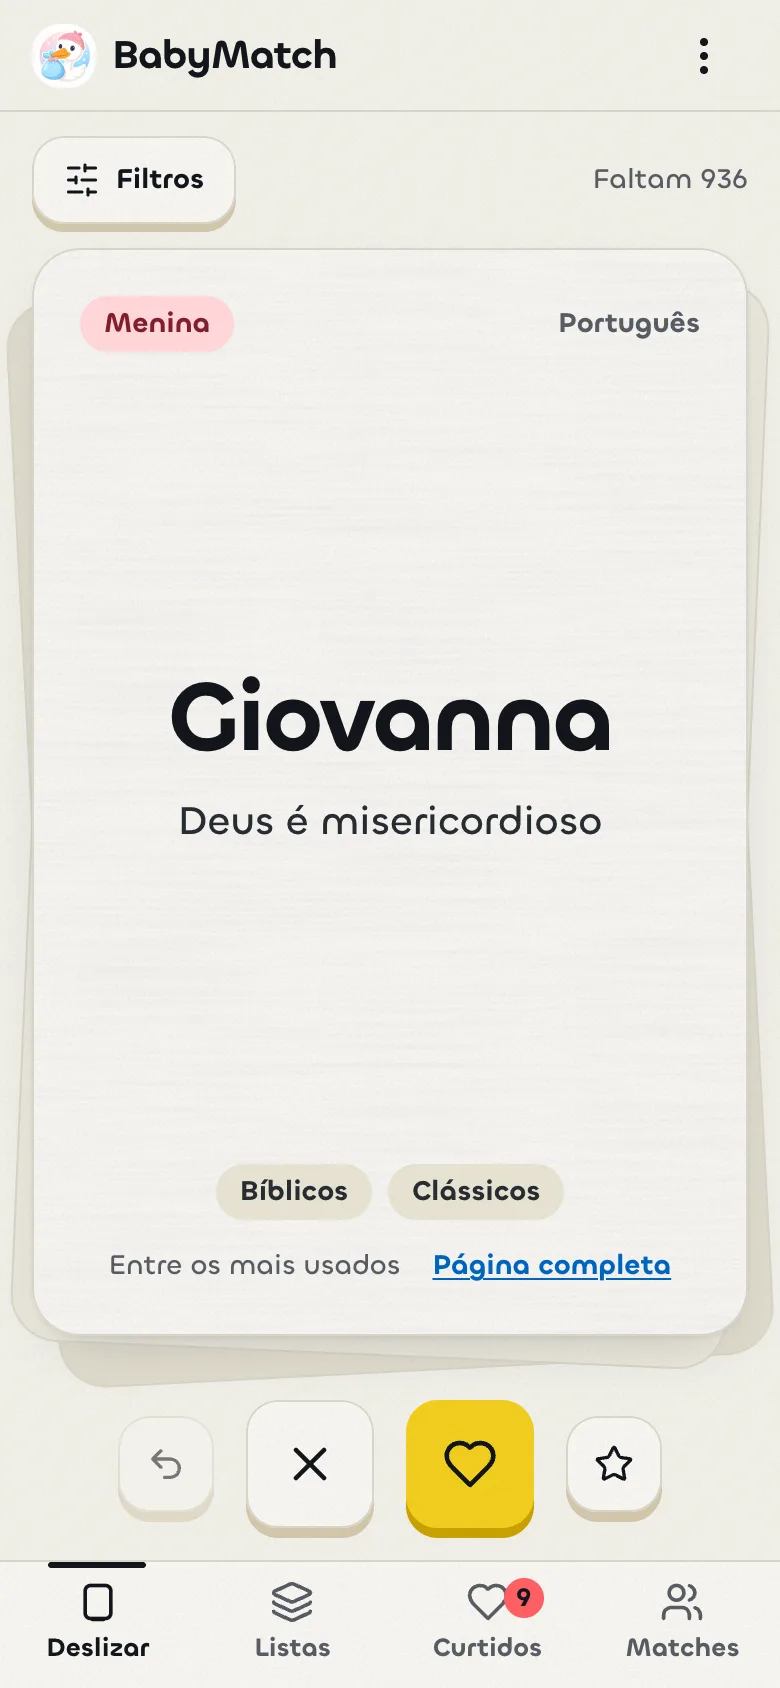 BabyMatch
Filtros
Faltam 936
Menina
Português
Giovanna
Deus é misericordioso
Bíblicos
Clássicos
Entre os mais usados
Página completa
9
Deslizar
Listas
Curtidos
Matches